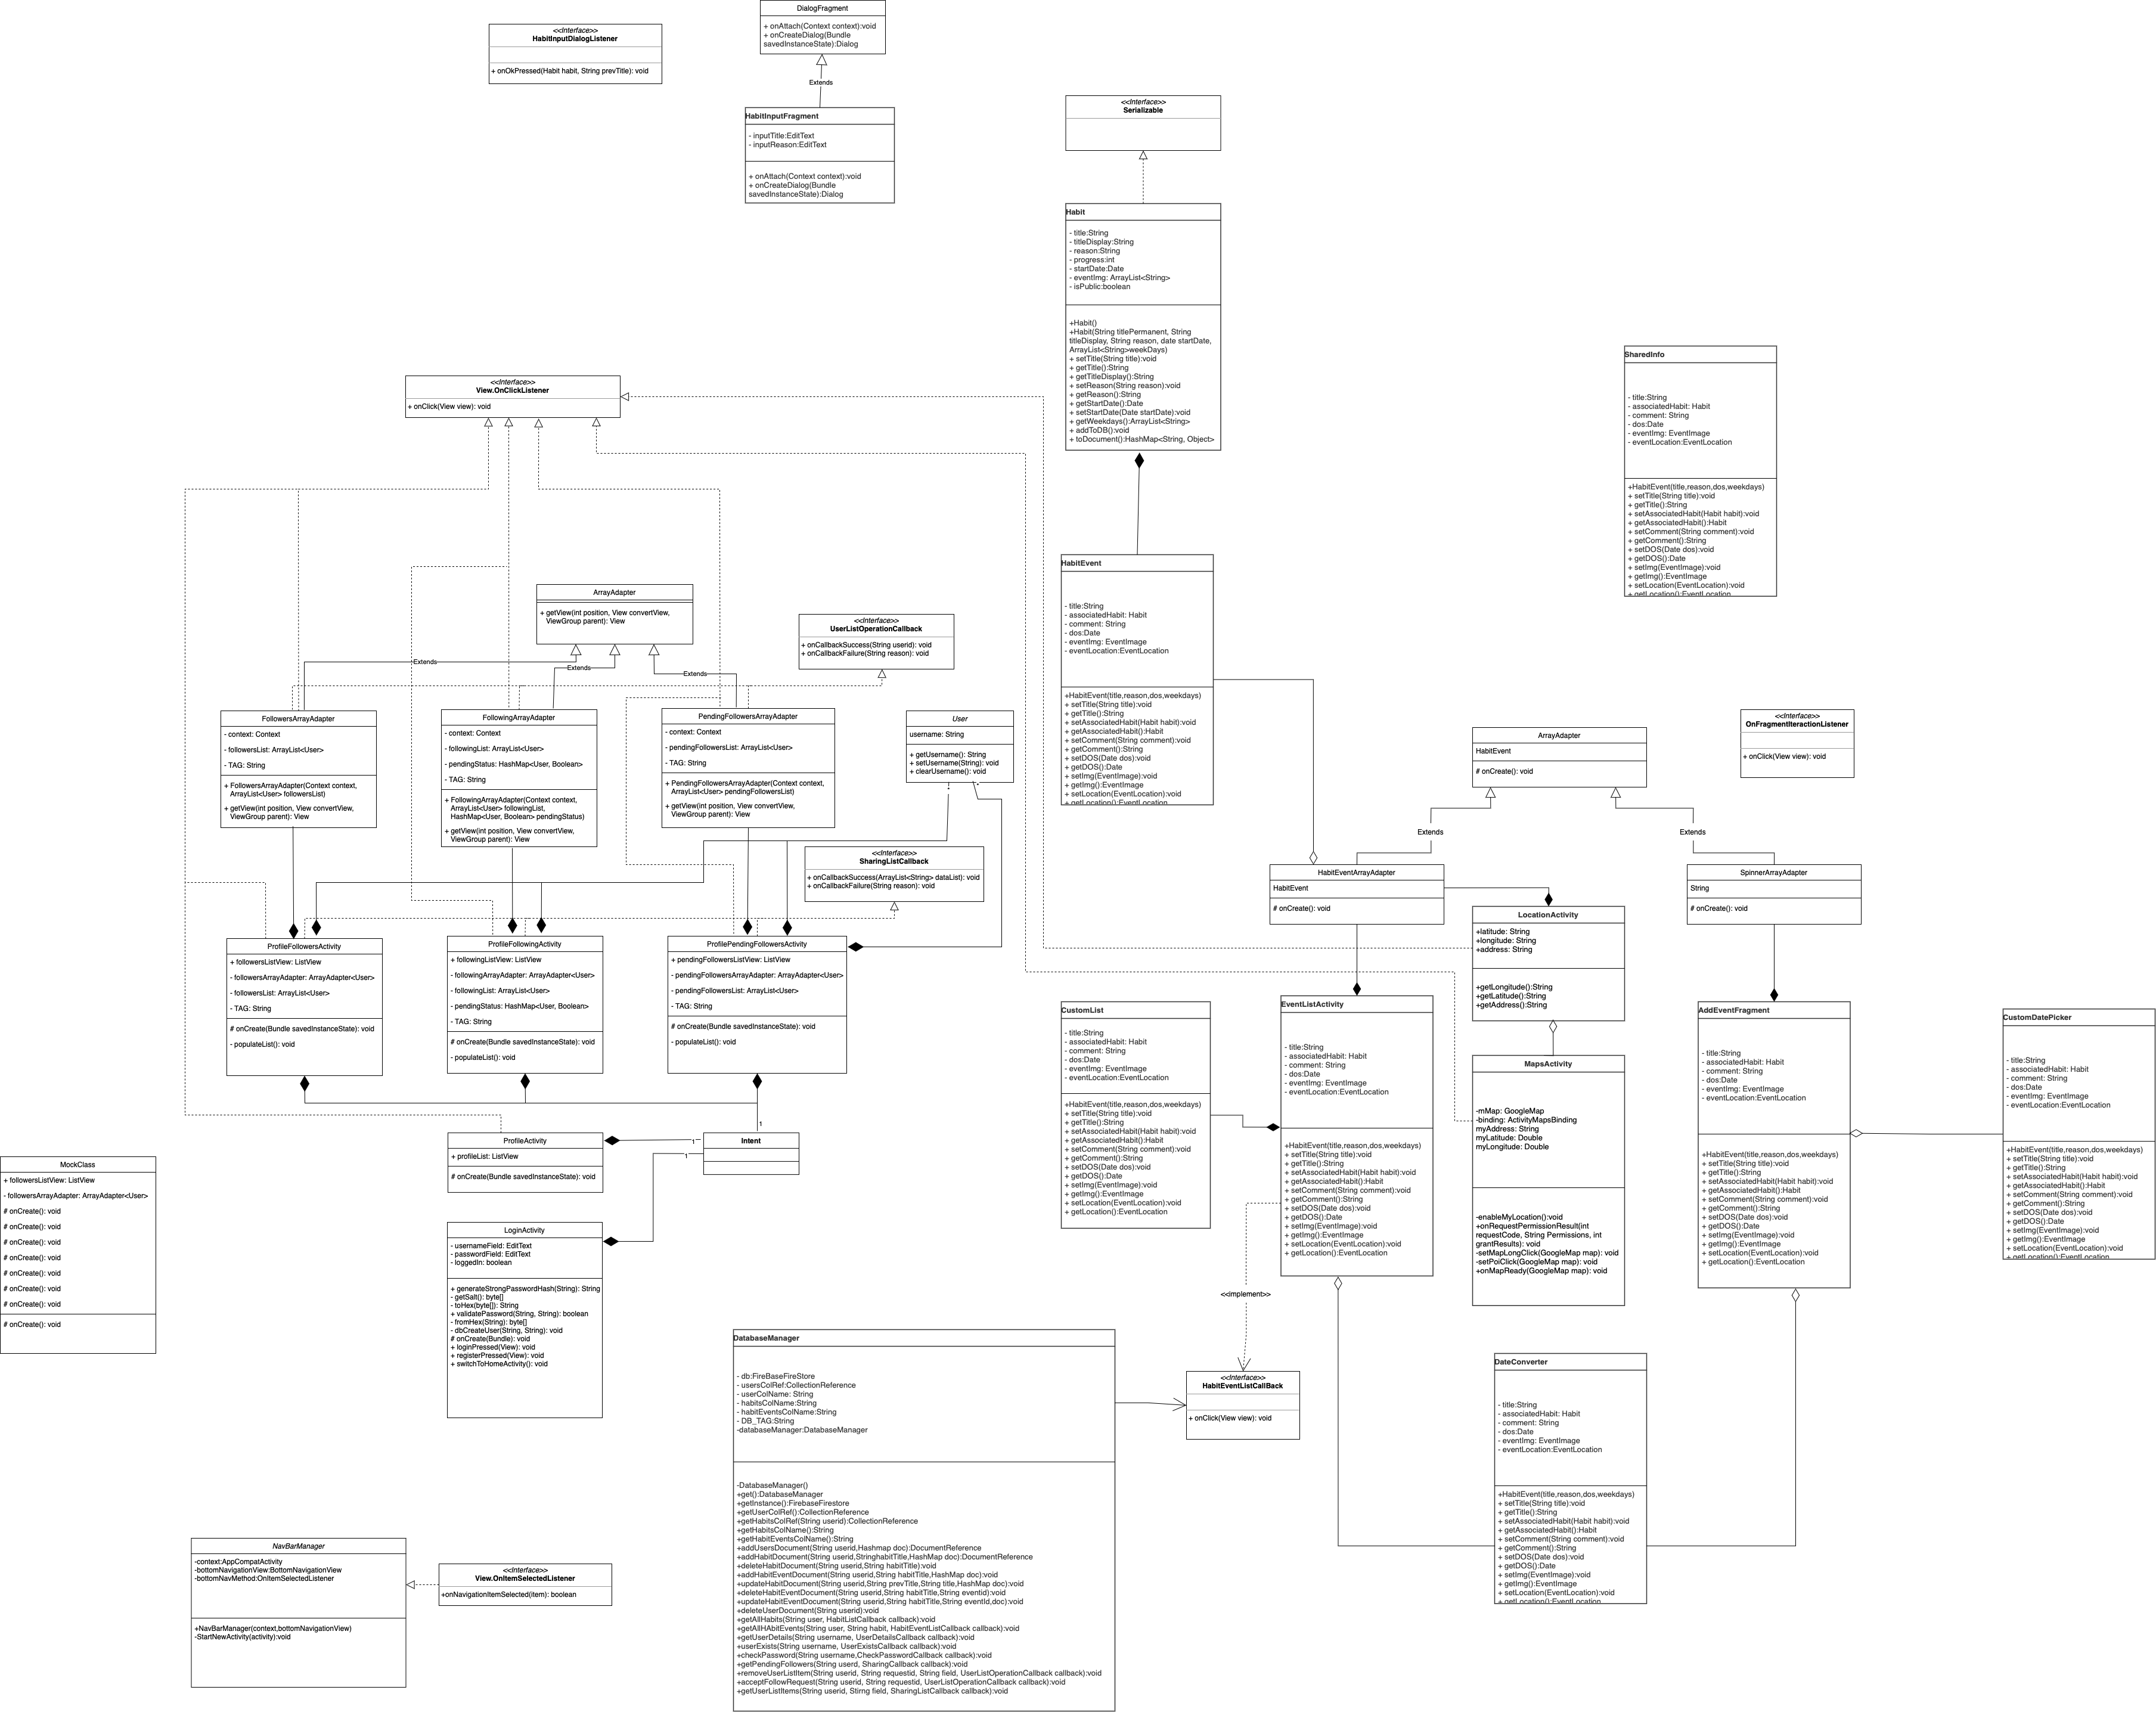 DialogFragment
+ onAttach(Context context):void
+ onCreateDialog(Bundle
savedInstanceState):Dialog
<<Interface>>
HabitInputDialogListener
+ onOkPressed(Habit habit, String prevTitle): void
Extends
HabitInputFragment
- inputTitle:EditText
- inputReason:EditText
+ onAttach(Context context):void
+ onCreateDialog(Bundle
savedInstanceState):Dialog
<<Interface>>
Serializable
Habit
- title:String
- titleDisplay:String
- reason:String
- progress:int
- startDate:Date
- eventImg: ArrayList<String>
- isPublic:boolean
+Habit()
+Habit(String titlePermanent, String
titleDisplay, String reason, date startDate,
ArrayList<String>weekDays)
+ setTitle(String title):void
+ getTitle():String
+ getTitleDisplay():String
+ setReason(String reason):void
+ getReason():String
+ getStartDate():Date
+ setStartDate(Date startDate):void
+ getWeekdays():ArrayList<String>
+ addToDB():void
+ toDocument():HashMap<String, Object>
SharedInfo
- title:String
- associatedHabit: Habit
- comment: String
- dos:Date
- eventImg: EventImage
- eventLocation:EventLocation
+HabitEvent(title,reason,dos,weekdays)
+ setTitle(String title):void
+ getTitle():String
+ setAssociatedHabit(Habit habit):void
+ getAssociatedHabit():Habit
+ setComment(String comment):void
+ getComment():String
+ setDOS(Date dos):void
+ getDOS():Date
+ setImg(EventImage):void
+ getImg():EventImage
+ setLocation(EventLocation):void
+ getLocation():EventLocation
<<Interface>>
View.OnClickListener
+ onClick(View view): void
HabitEvent
- title:String
- associatedHabit: Habit
- comment: String
- dos:Date
- eventImg: EventImage
- eventLocation:EventLocation
+HabitEvent(title,reason,dos,weekdays)
+ setTitle(String title):void
+ getTitle():String
+ setAssociatedHabit(Habit habit):void
+ getAssociatedHabit():Habit
+ setComment(String comment):void
+ getComment():String
+ setDOS(Date dos):void
+ getDOS():Date
+ setImg(EventImage):void
+ getImg():EventImage
+ setLocation(EventLocation):void
+ getLocation():EventLocation
ArrayAdapter
+ getView(int position, View convertView,
ViewGroup parent): View
<<Interface>>
UserListOperationCallback
+ onCallbackSuccess(String userid): void
+ onCallbackFailure(String reason): void
Extends
Extends
Extends
FollowersArrayAdapter
- context: Context
- followersList: ArrayList<User>
- TAG: String
+ FollowersArrayAdapter(Context context,
ArrayList<User> followersList)
+ getView(int position, View convertView,
ViewGroup parent): View
FollowingArrayAdapter
- context: Context
- followingList: ArrayList<User>
- pendingStatus: HashMap<User, Boolean>
- TAG: String
+ FollowingArrayAdapter(Context context,
ArrayList<User> followingList,
HashMap<User, Boolean> pendingStatus)
+ getView(int position, View convertView,
ViewGroup parent): View
PendingFollowersArrayAdapter
- context: Context
- pendingFollowersList: ArrayList<User>
- TAG: String
+ PendingFollowersArrayAdapter(Context context,
ArrayList<User> pendingFollowersList)
+ getView(int position, View convertView,
ViewGroup parent): View
User
username: String
+ getUsername(): String
+ setUsername(String): void
+ clearUsername(): void
*
*
<<Interface>>
SharingListCallback
+ onCallbackSuccess(ArrayList<String> dataList): void
+ onCallbackFailure(String reason): void
ArrayAdapter
HabitEvent
# onCreate(): void
<<Interface>>
OnFragmentIteractionListener
+ onClick(View view): void
Extends
Extends
HabitEventArrayAdapter
HabitEvent
# onCreate(): void
SpinnerArrayAdapter
String
# onCreate(): void
LocationActivity
+latitude: String
+longitude: String
+address: String
+getLongitude():String
+getLatitude():String
+getAddress():String
ProfileFollowersActivity
+ followersListView: ListView
- followersArrayAdapter: ArrayAdapter<User>
- followersList: ArrayList<User>
- TAG: String
# onCreate(Bundle savedInstanceState): void
- populateList(): void
ProfileFollowingActivity
+ followingListView: ListView
- followingArrayAdapter: ArrayAdapter<User>
- followingList: ArrayList<User>
- pendingStatus: HashMap<User, Boolean>
- TAG: String
# onCreate(Bundle savedInstanceState): void
- populateList(): void
ProfilePendingFollowersActivity
+ pendingFollowersListView: ListView
- pendingFollowersArrayAdapter: ArrayAdapter<User>
- pendingFollowersList: ArrayList<User>
- TAG: String
# onCreate(Bundle savedInstanceState): void
- populateList(): void
CustomList
- title:String
- associatedHabit: Habit
- comment: String
- dos:Date
- eventImg: EventImage
- eventLocation:EventLocation
+HabitEvent(title,reason,dos,weekdays)
+ setTitle(String title):void
+ getTitle():String
+ setAssociatedHabit(Habit habit):void
+ getAssociatedHabit():Habit
+ setComment(String comment):void
+ getComment():String
+ setDOS(Date dos):void
+ getDOS():Date
+ setImg(EventImage):void
+ getImg():EventImage
+ setLocation(EventLocation):void
+ getLocation():EventLocation
EventListActivity
- title:String
- associatedHabit: Habit
- comment: String
- dos:Date
- eventImg: EventImage
- eventLocation:EventLocation
+HabitEvent(title,reason,dos,weekdays)
+ setTitle(String title):void
+ getTitle():String
+ setAssociatedHabit(Habit habit):void
+ getAssociatedHabit():Habit
+ setComment(String comment):void
+ getComment():String
+ setDOS(Date dos):void
+ getDOS():Date
+ setImg(EventImage):void
+ getImg():EventImage
+ setLocation(EventLocation):void
+ getLocation():EventLocation
MapsActivity
-mMap: GoogleMap
-binding: ActivityMapsBinding
myAddress: String
myLatitude: Double
myLongitude: Double
-enableMyLocation():void
+onRequestPermissionResult(int
requestCode, String Permissions, int
grantResults): void
-setMapLongClick(GoogleMap map): void
-setPoiClick(GoogleMap map): void
+onMapReady(GoogleMap map): void
AddEventFragment
- title:String
- associatedHabit: Habit
- comment: String
- dos:Date
- eventImg: EventImage
- eventLocation:EventLocation
+HabitEvent(title,reason,dos,weekdays)
+ setTitle(String title):void
+ getTitle():String
+ setAssociatedHabit(Habit habit):void
+ getAssociatedHabit():Habit
+ setComment(String comment):void
+ getComment():String
+ setDOS(Date dos):void
+ getDOS():Date
+ setImg(EventImage):void
+ getImg():EventImage
+ setLocation(EventLocation):void
+ getLocation():EventLocation
CustomDatePicker
- title:String
- associatedHabit: Habit
- comment: String
- dos:Date
- eventImg: EventImage
- eventLocation:EventLocation
+HabitEvent(title,reason,dos,weekdays)
+ setTitle(String title):void
+ getTitle():String
+ setAssociatedHabit(Habit habit):void
+ getAssociatedHabit():Habit
+ setComment(String comment):void
+ getComment():String
+ setDOS(Date dos):void
+ getDOS():Date
+ setImg(EventImage):void
+ getImg():EventImage
+ setLocation(EventLocation):void
+ getLocation():EventLocation
1
ProfileActivity
+ profileList: ListView
# onCreate(Bundle savedInstanceState): void
1
1
Intent
MockClass
+ followersListView: ListView
- followersArrayAdapter: ArrayAdapter<User>
# onCreate(): void
# onCreate(): void
# onCreate(): void
# onCreate(): void
# onCreate(): void
# onCreate(): void
# onCreate(): void
# onCreate(): void
LoginActivity
- usernameField: EditText
- passwordField: EditText
- loggedIn: boolean
+ generateStrongPasswordHash(String): String
- getSalt(): byte[]
- toHex(byte[]): String
+ validatePassword(String, String): boolean
- fromHex(String): byte[]
- dbCreateUser(String, String): void
# onCreate(Bundle): void
+ loginPressed(View): void
+ registerPressed(View): void
+ switchToHomeActivity(): void
<<implement>>
DatabaseManager
- db:FireBaseFireStore
- usersColRef:CollectionReference
- userColName: String
- habitsColName:String
- habitEventsColName:String
- DB_TAG:String
-databaseManager:DatabaseManager
-DatabaseManager()
+get():DatabaseManager
+getInstance():FirebaseFirestore
+getUserColRef():CollectionReference
+getHabitsColRef(String userid):CollectionReference
+getHabitsColName():String
+getHabitEventsColName():String
+addUsersDocument(String userid,Hashmap doc):DocumentReference
+addHabitDocument(String userid,StringhabitTitle,HashMap doc):DocumentReference
+deleteHabitDocument(String userid,String habitTitle):void
+addHabitEventDocument(String userid,String habitTitle,HashMap doc):void
+updateHabitDocument(String userid,String prevTitle,String title,HashMap doc):void
+deleteHabitEventDocument(String userid,String habitTitle,String eventid):void
+updateHabitEventDocument(String userid,String habitTitle,String eventId,doc):void
+deleteUserDocument(String userid):void
+getAllHabits(String user, HabitListCallback callback):void
+getAllHAbitEvents(String user, String habit, HabitEventListCallback callback):void
+getUserDetails(String username, UserDetailsCallback callback):void
+userExists(String username, UserExistsCallback callback):void
+checkPassword(String username,CheckPasswordCallback callback):void
+getPendingFollowers(String userd, SharingCallback callback):void
+removeUserListItem(String userid, String requestid, String field, UserListOperationCallback callback):void
+acceptFollowRequest(String userid, String requestid, UserListOperationCallback callback):void
+getUserListItems(String userid, Stirng field, SharingListCallback callback):void
<<Interface>>
HabitEventListCallBack
+ onClick(View view): void
DateConverter
- title:String
- associatedHabit: Habit
- comment: String
- dos:Date
- eventImg: EventImage
- eventLocation:EventLocation
+HabitEvent(title,reason,dos,weekdays)
+ setTitle(String title):void
+ getTitle():String
+ setAssociatedHabit(Habit habit):void
+ getAssociatedHabit():Habit
+ setComment(String comment):void
+ getComment():String
+ setDOS(Date dos):void
+ getDOS():Date
+ setImg(EventImage):void
+ getImg():EventImage
+ setLocation(EventLocation):void
+ getLocation():EventLocation
NavBarManager
-context:AppCompatActivity
-bottomNavigationView:BottomNavigationView
-bottomNavMethod:OnItemSelectedListener
+NavBarManager(context,bottomNavigationView)
-StartNewActivity(activity):void
<<Interface>>
View.OnItemSelectedListener
+onNavigationItemSelected(item): boolean